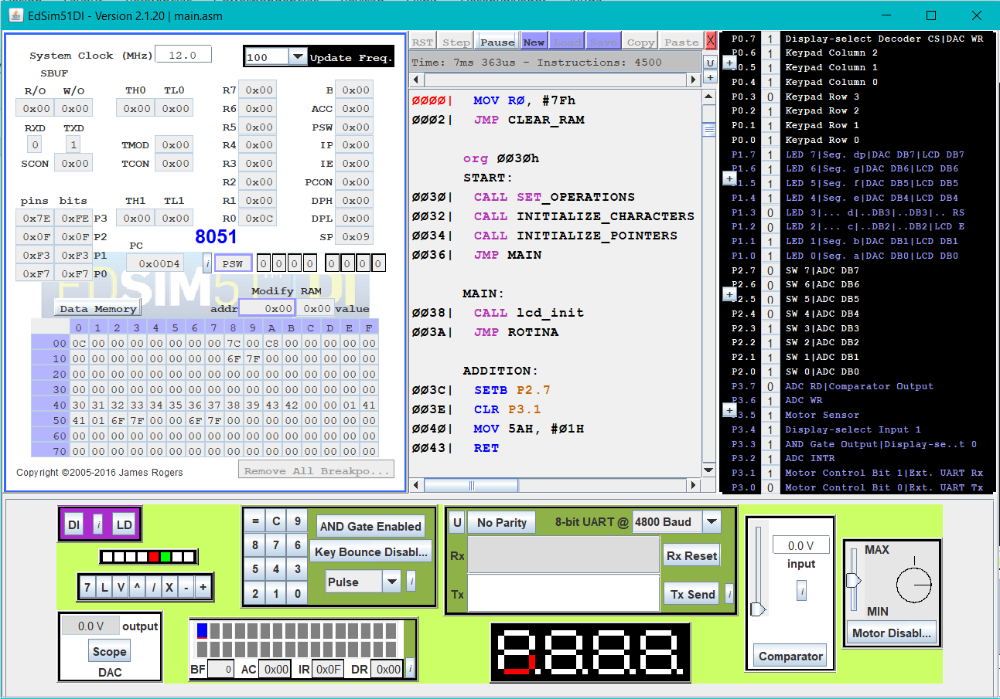 EdSim51DI - Version 2.1.20 | main.asm
System Clock (MHz) 12.0
100 Update Freq.
SBUF
R/O W/O TH0 TL0 R7 0x00 B 0x00
0x00 0x00 0x00 0x00 R6 0x00 ACC 0x00
RXD TXD R5 0x00 PSW 0x00
0 1 TMOD 0x00 R4 0x00 IP 0x00
SCON 0x00 TCON 0x00 R3 0x00 IE 0x00
R2 0x00 PCON 0x00
pins bits TH1 TL1 R1 0x00 DPH 0x00
0x7E 0xFE P3 0x00 0x00 R0 0x0C DPL 0x00
0x0F 0x0F P2 8051 SP 0x09
0xF3 0xF3 P1 PC 0x00D4 i PSW 0 0 0 0 0 0 0 0
0xF7 0xF7 P0
EDSIM51 DI
TM
Modify RAM
Data Memory addr 0x00 0x00 value
0 1 2 3 4 5 6 7 8 9 A B C D E F
00 0C 00 00 00 00 00 00 00 7C 00 C8 00 00 00 00 00
10 00 00 00 00 00 00 00 00 6F 7F 00 00 00 00 00 00
20 00 00 00 00 00 00 00 00 00 00 00 00 00 00 00 00
30 00 00 00 00 00 00 00 00 00 00 00 00 00 00 00 00
40 30 31 32 33 34 35 36 37 38 39 43 42 00 00 01 41
50 41 01 6F 7F 00 00 6F 7F 00 00 00 00 00 00 00 00
60 00 00 00 00 00 00 00 00 00 00 00 00 00 00 00 00
70 00 00 00 00 00 00 00 00 00 00 00 00 00 00 00 00
Copyright ©2005-2016 James Rogers
Remove All Breakpo...
RST Step Pause New Load Save Copy Paste X
Time: 7ms 363us - Instructions: 4500
U
+
0000| MOV R0, #7Fh
0002| JMP CLEAR_RAM
org 0030h
START:
0030| CALL SET_OPERATIONS
0032| CALL INITIALIZE_CHARACTERS
0034| CALL INITIALIZE_POINTERS
0036| JMP MAIN
MAIN:
0038| CALL lcd_init
003A| JMP ROTINA
ADDITION:
003C| SETB P2.7
003E| CLR P3.1
0040| MOV 5AH, #01H
0043| RET
P0.7 1 Display-select Decoder CS|DAC WR
P0.6 1 Keypad Column 2
+
P0.5 1 Keypad Column 1
P0.4 1 Keypad Column 0
P0.3 0 Keypad Row 3
P0.2 1 Keypad Row 2
P0.1 1 Keypad Row 1
P0.0 1 Keypad Row 0
P1.7 1 LED 7|Seg. dp|DAC DB7|LCD DB7
P1.6 1 LED 6|Seg. g|DAC DB6|LCD DB6
+
P1.5 1 LED 5|Seg. f|DAC DB5|LCD DB5
P1.4 1 LED 4|Seg. e|DAC DB4|LCD DB4
P1.3 0 LED 3|... d|..DB3|..DB3|.. RS
P1.2 0 LED 2|... c|..DB2|..DB2|LCD E
P1.1 1 LED 1|Seg. b|DAC DB1|LCD DB1
P1.0 1 LED 0|Seg. a|DAC DB0|LCD DB0
P2.7 0 SW 7|ADC DB7
P2.6 0 SW 6|ADC DB6
+
P2.5 0 SW 5|ADC DB5
P2.4 0 SW 4|ADC DB4
P2.3 1 SW 3|ADC DB3
P2.2 1 SW 2|ADC DB2
P2.1 1 SW 1|ADC DB1
P2.0 1 SW 0|ADC DB0
P3.7 0 ADC RD|Comparator Output
P3.6 1 ADC WR
+
P3.5 1 Motor Sensor
P3.4 1 Display-select Input 1
P3.3 1 AND Gate Output|Display-se..t 0
P3.2 1 ADC INTR
P3.1 1 Motor Control Bit 1|Ext. UART Rx
P3.0 0 Motor Control Bit 0|Ext. UART Tx
DI i LD
7 L V ^ / X - +
0.0 V output
Scope
DAC
= C 9
8 7 6
5 4 3
2 1 0
AND Gate Enabled
Key Bounce Disabl...
Pulse i
BF 0 AC 0x00 IR 0x0F DR 0x00 i
U No Parity 8-bit UART @ 4800 Baud
Rx Rx Reset
Tx Tx Send i
8.8.8.8.
0.0 V
input
i
Comparator
MAX
MIN
Motor Disabl...